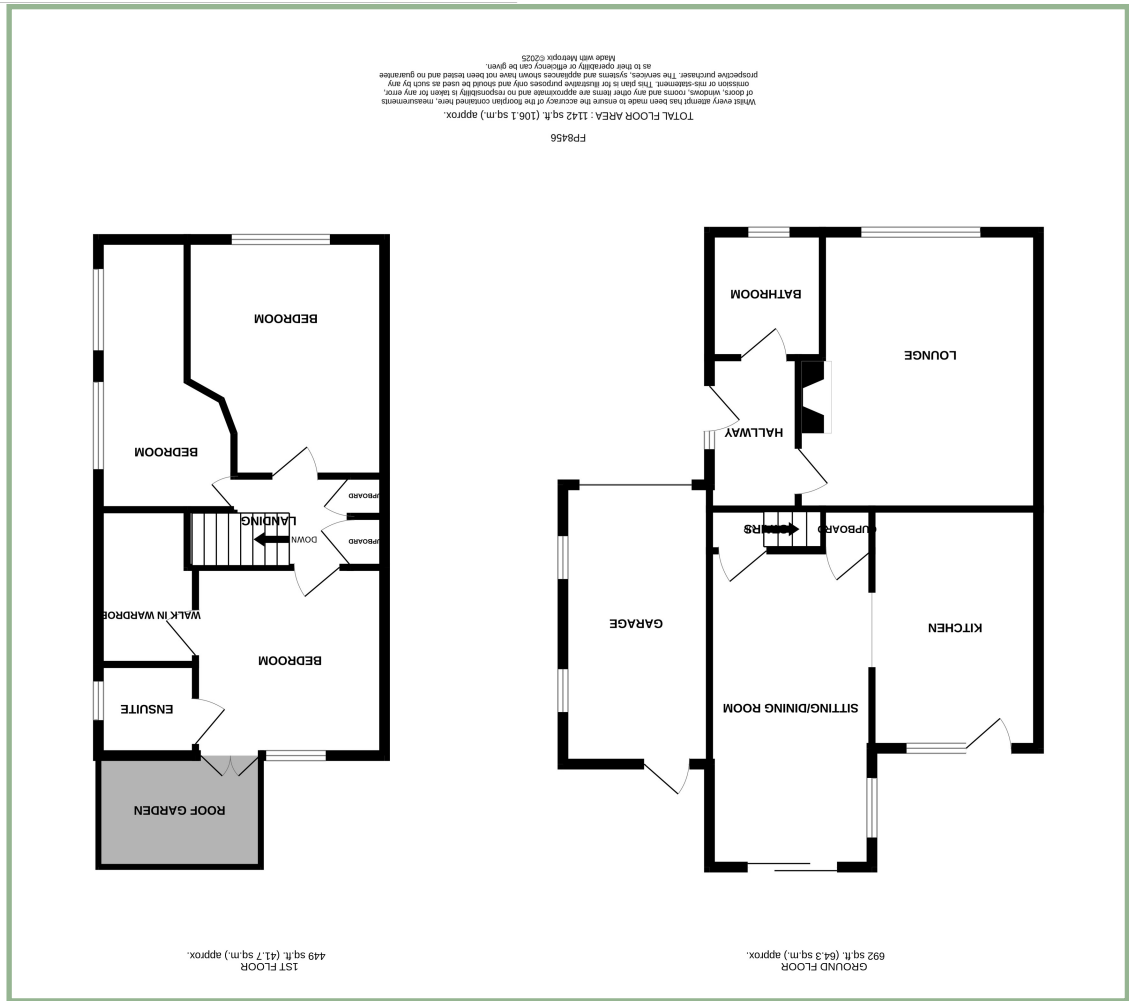 GROUND FLOOR
692 sq.ft. (64.3 sq.m.) approx.
KITCHEN
SITTING/DINING ROOM
GARAGE
CUPBOARD
LOUNGE
HALLWAY
BATHROOM
1ST FLOOR
449 sq.ft. (41.7 sq.m.) approx.
ROOF GARDEN
ENSUITE
BEDROOM
WALK IN WARDROBE
UPBOARD
DOWN
LANDING
UPBOARD
BEDROOM
BEDROOM
FP8456
TOTAL FLOOR AREA : 1142 sq.ft. (106.1 sq.m.) approx.
Whilst every attempt has been made to ensure the accuracy of the floorplan contained here, measurements
of doors, windows, rooms and any other items are approximate and no responsibility is taken for any error,
omission or mis-statement. This plan is for illustrative purposes only and should be used as such by any
prospective purchaser. The services, systems and appliances shown have not been tested and no guarantee
as to their operability or efficiency can be given.
Made with Metropix ©2025